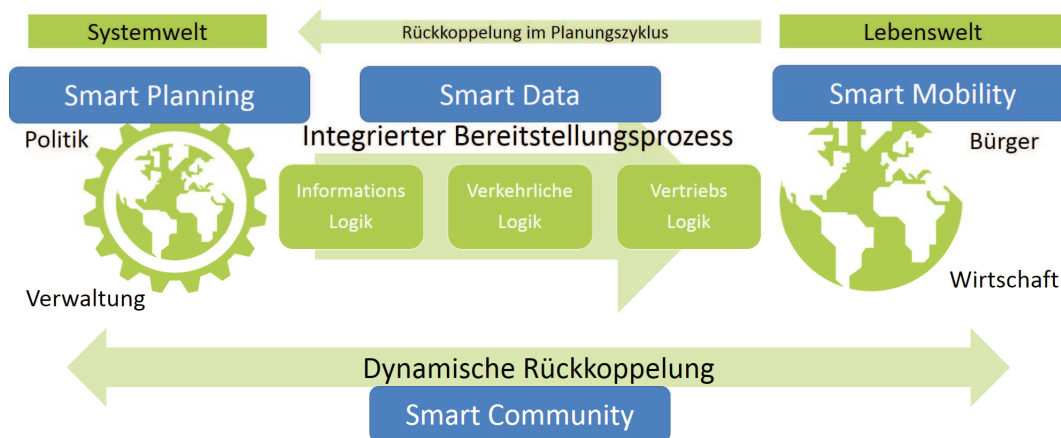 Systemwelt
Rückkoppelung im Planungszyklus
Lebenswelt
Smart Planning
Smart Data
Smart Mobility
Politik
Integrierter Bereitstellungsprozess
Bürger
Informations
Logik
Verkehrliche
Logik
Vertriebs
Logik
Verwaltung
Wirtschaft
Dynamische Rückkoppelung
Smart Community